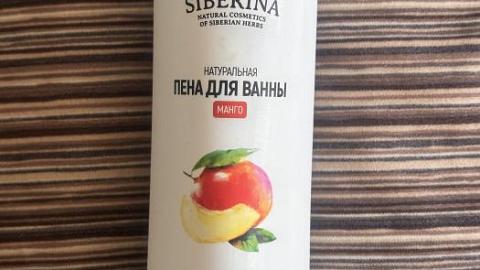 SIBERINA
NATURAL COSMETICS
OF SIBERIAN HERBS
НАТУРАЛЬНАЯ
ПЕНА ДЛЯ ВАННЫ
МАНГО